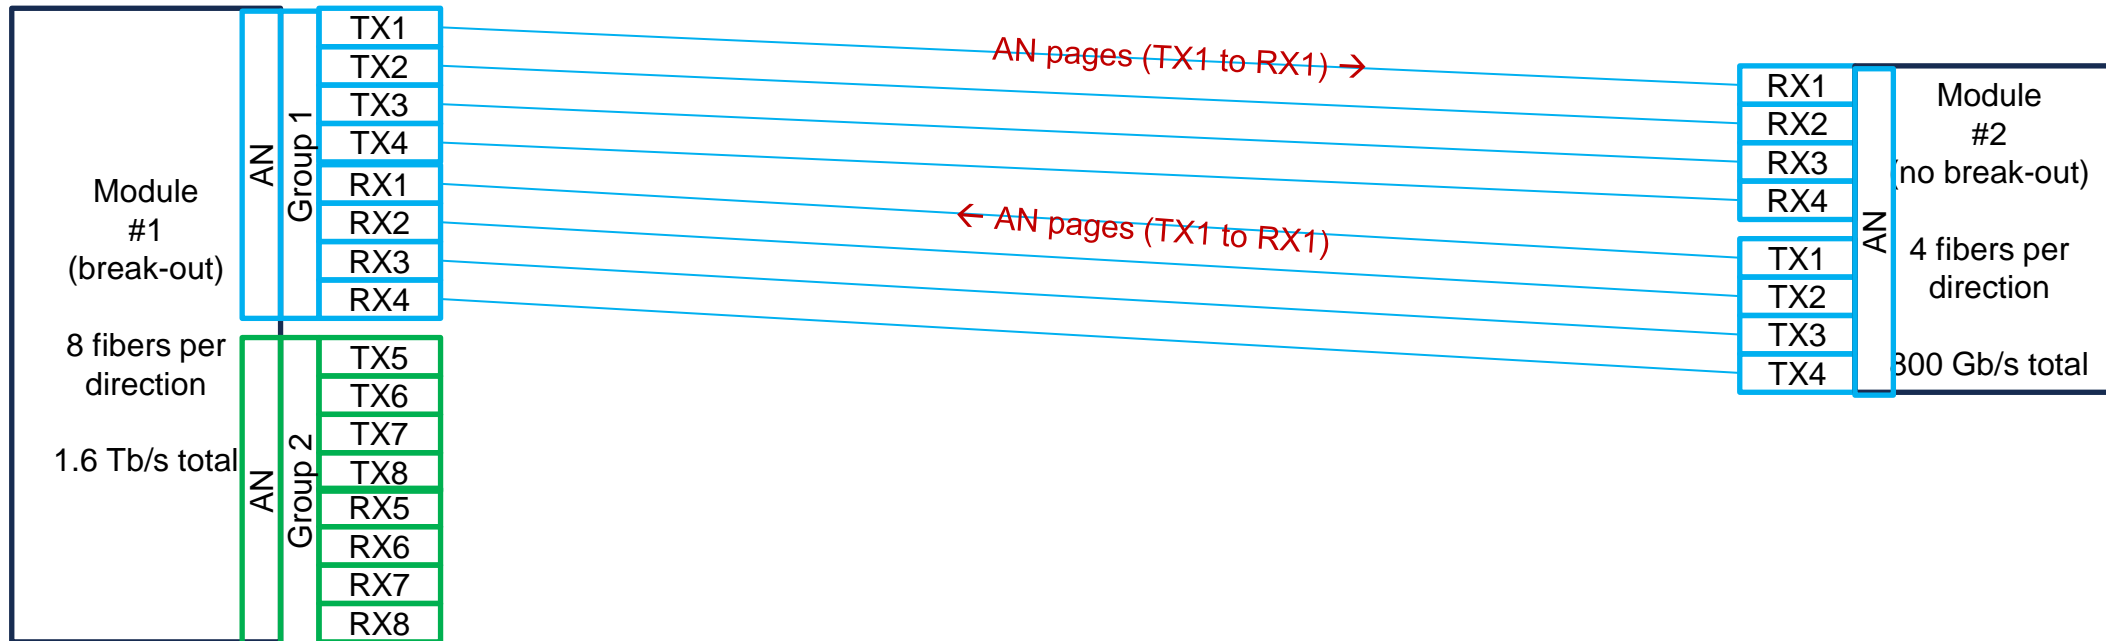 Module
#1
(break-out)
8 fibers per
direction
1.6 Tb/s total
AN
Group 1
TX1
TX2
TX3
TX4
RX1
RX2
RX3
RX4
AN
Group 2
TX5
TX6
TX7
TX8
RX5
RX6
RX7
RX8
AN pages (TX1 to RX1) →
← AN pages (TX1 to RX1)
RX1
RX2
RX3
RX4
TX1
TX2
TX3
TX4
AN
Module
#2
(no break-out)
4 fibers per
direction
800 Gb/s total